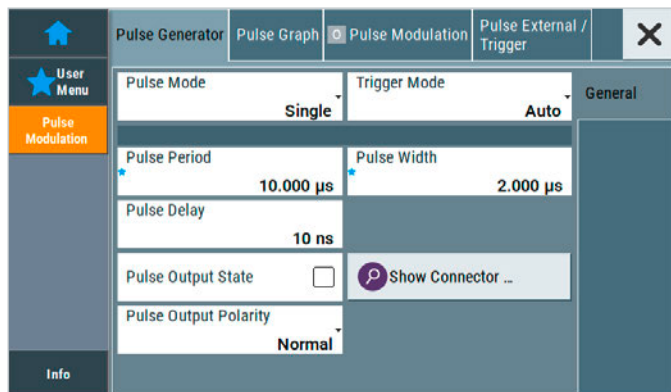 Pulse Generator
Pulse Graph
Pulse Modulation
Pulse External /
Trigger
User
Menu
Pulse
Modulation
Info
Pulse Mode
Single
Trigger Mode
Auto
General
Pulse Period
10.000 µs
Pulse Width
2.000 µs
Pulse Delay
10 ns
Pulse Output State
Show Connector ...
Pulse Output Polarity
Normal